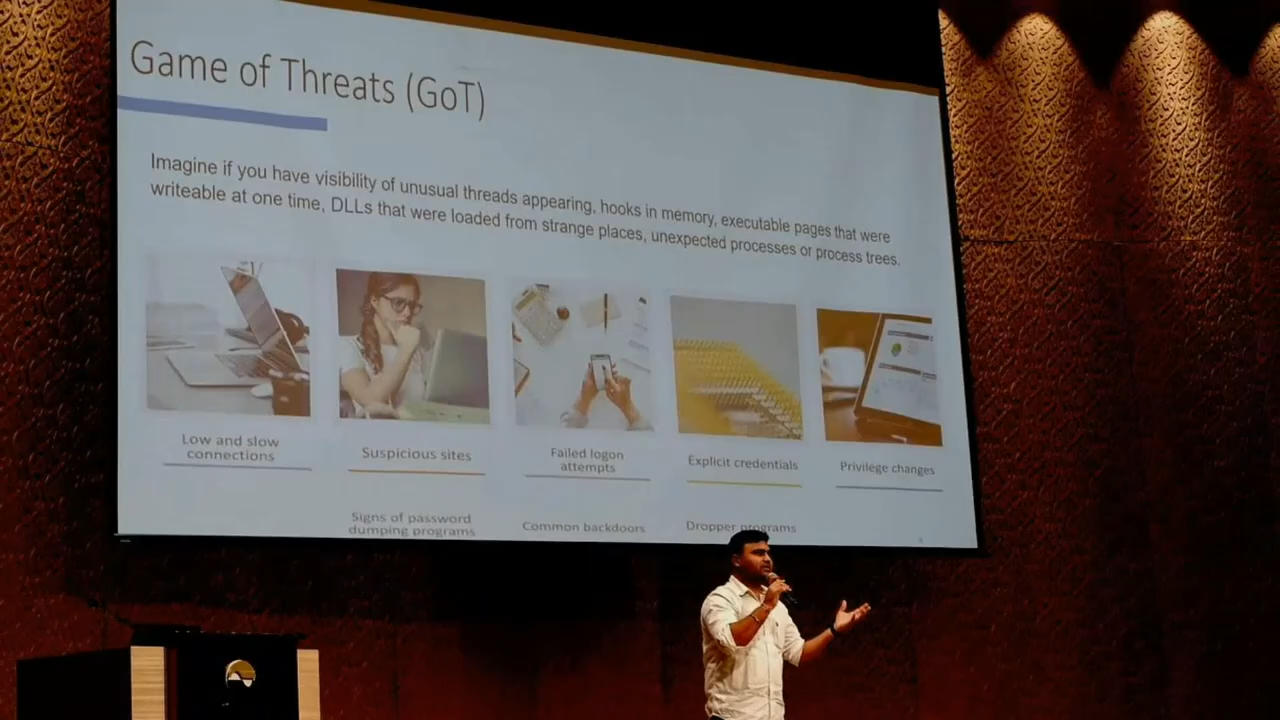 Game of Threats (GoT)
Imagine if you have visibility of unusual threads appearing, hooks in memory, executable pages that were
writeable at one time, DLLs that were loaded from strange places, unexpected processes or process trees.
Low and slow
connections
Suspicious sites
Failed logon
attempts
Explicit credentials
Privilege changes
Signs of password
dumping programs
Common backdoors
Dropper programs